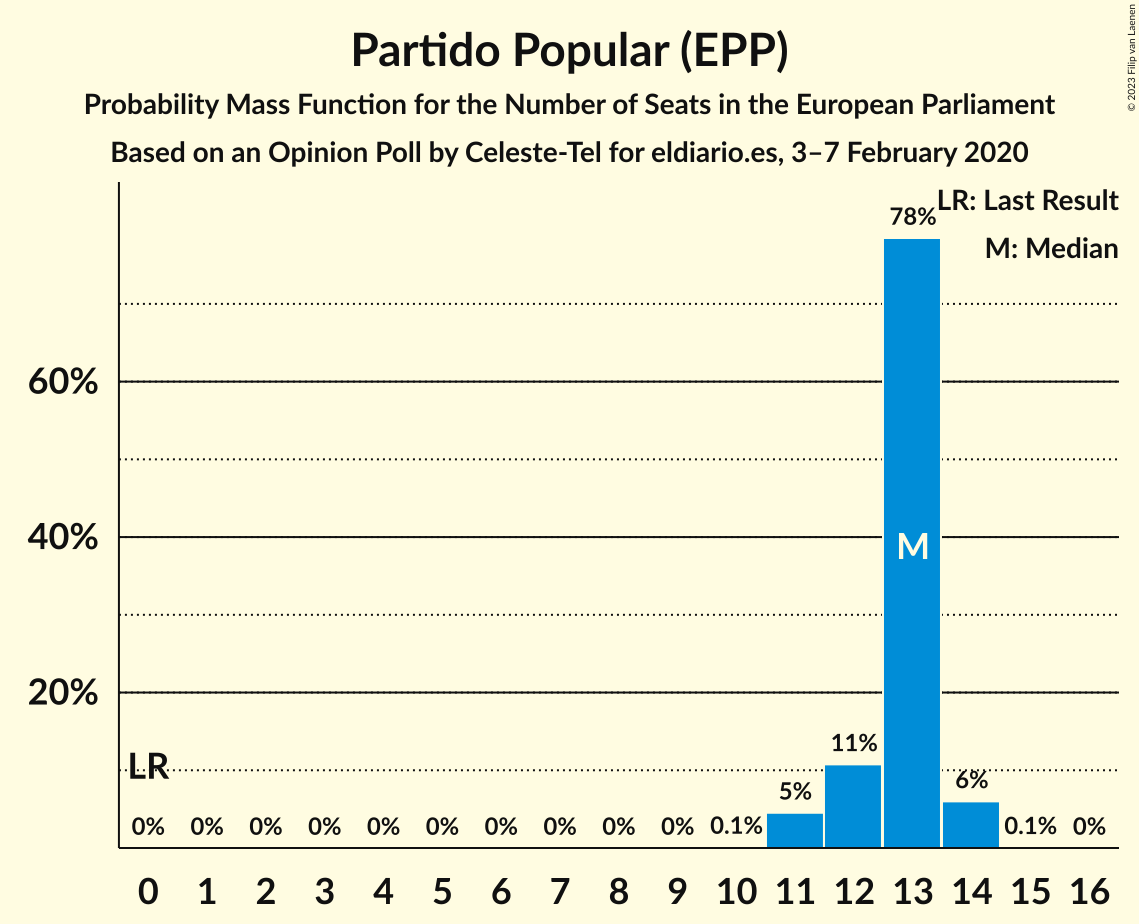 © 2023 Filip van Laenen
Partido Popular (EPP)
Probability Mass Function for the Number of Seats in the European Parliament
Based on an Opinion Poll by Celeste-Tel for eldiario.es, 3–7 February 2020
LR: Last Result
M: Median
78%
60%
40%
M
20%
LR
0% 0% 0% 0% 0% 0% 0% 0% 0% 0% 0.1% 5% 11% 6% 0.1% 0%
0 1 2 3 4 5 6 7 8 9 10 11 12 13 14 15 16